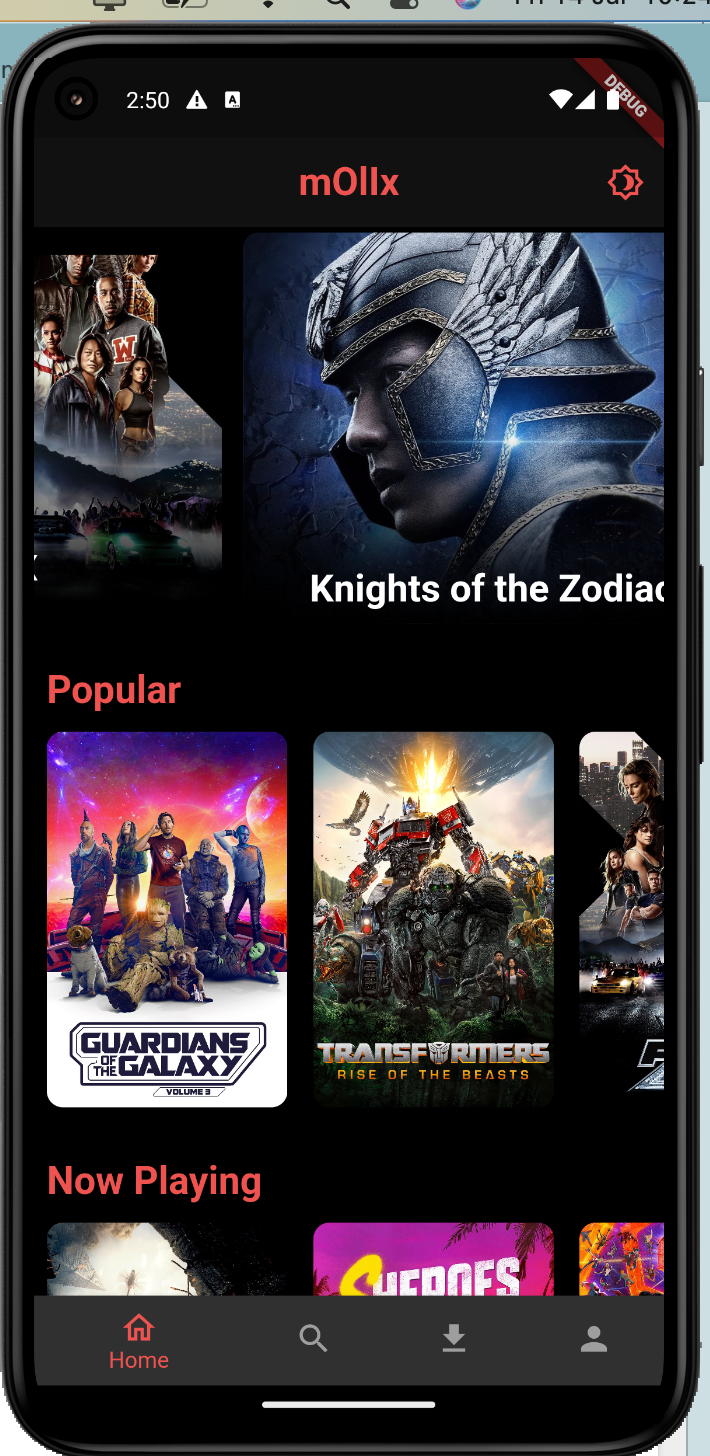 2:50
A
DEBUG
mOllx
W
Knights of the Zodiac
Popular
GUARDIANS
OF THE GALAXY
VOLUME 3
TRANSFORMERS
RISE OF THE BEASTS
Now Playing
SHEROES
Home